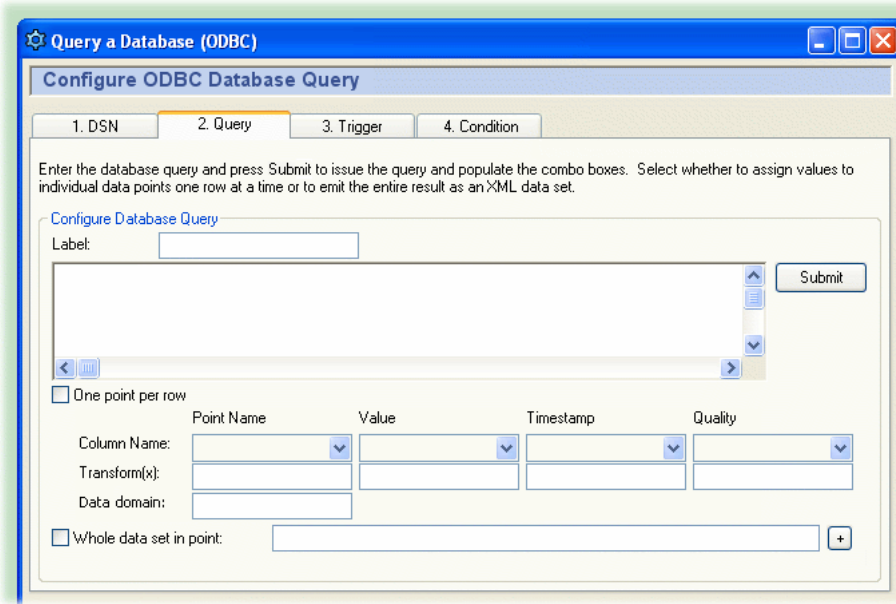 Query a Database (ODBC)
Configure ODBC Database Query
1. DSN 2. Query 3. Trigger 4. Condition
Enter the database query and press Submit to issue the query and populate the combo boxes. Select whether to assign values to
individual data points one row at a time or to emit the entire result as an XML data set.
Configure Database Query
Label:
Submit
One point per row
Point Name Value Timestamp Quality
Column Name:
Transform(x):
Data domain:
Whole data set in point: +